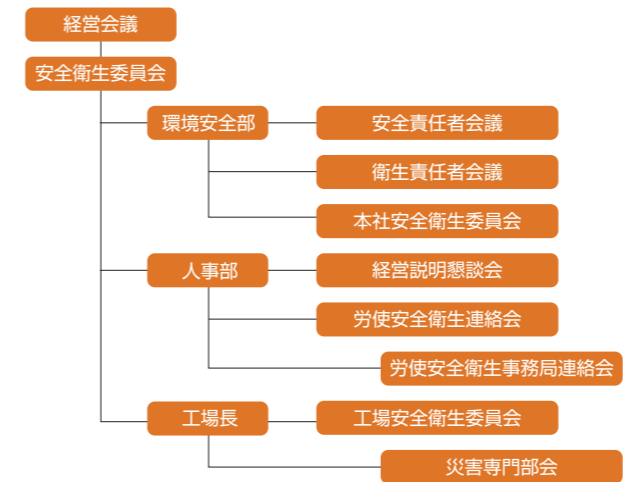 経営会議
安全衛生委員会
環境安全部
安全責任者会議
衛生責任者会議
本社安全衛生委員会
人事部
経営説明懇談会
労使安全衛生連絡会
労使安全衛生事務局連絡会
工場長
工場安全衛生委員会
災害専門部会